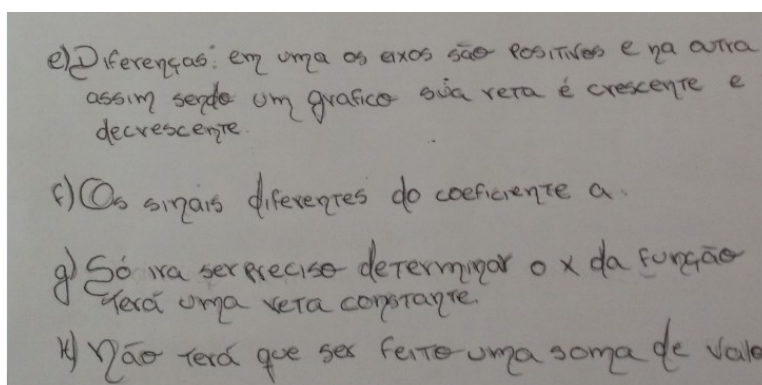 e) Diferenças: em uma os eixos são positivos e na outra
assim sendo um grafico sua reta é crescente e
decrescente.
f) Os sinais diferentes do coeficiente a.
g) Só ira ser preciso determinar o x da função
terá uma reta constante.
H) Não terá que ser feito uma soma de valo